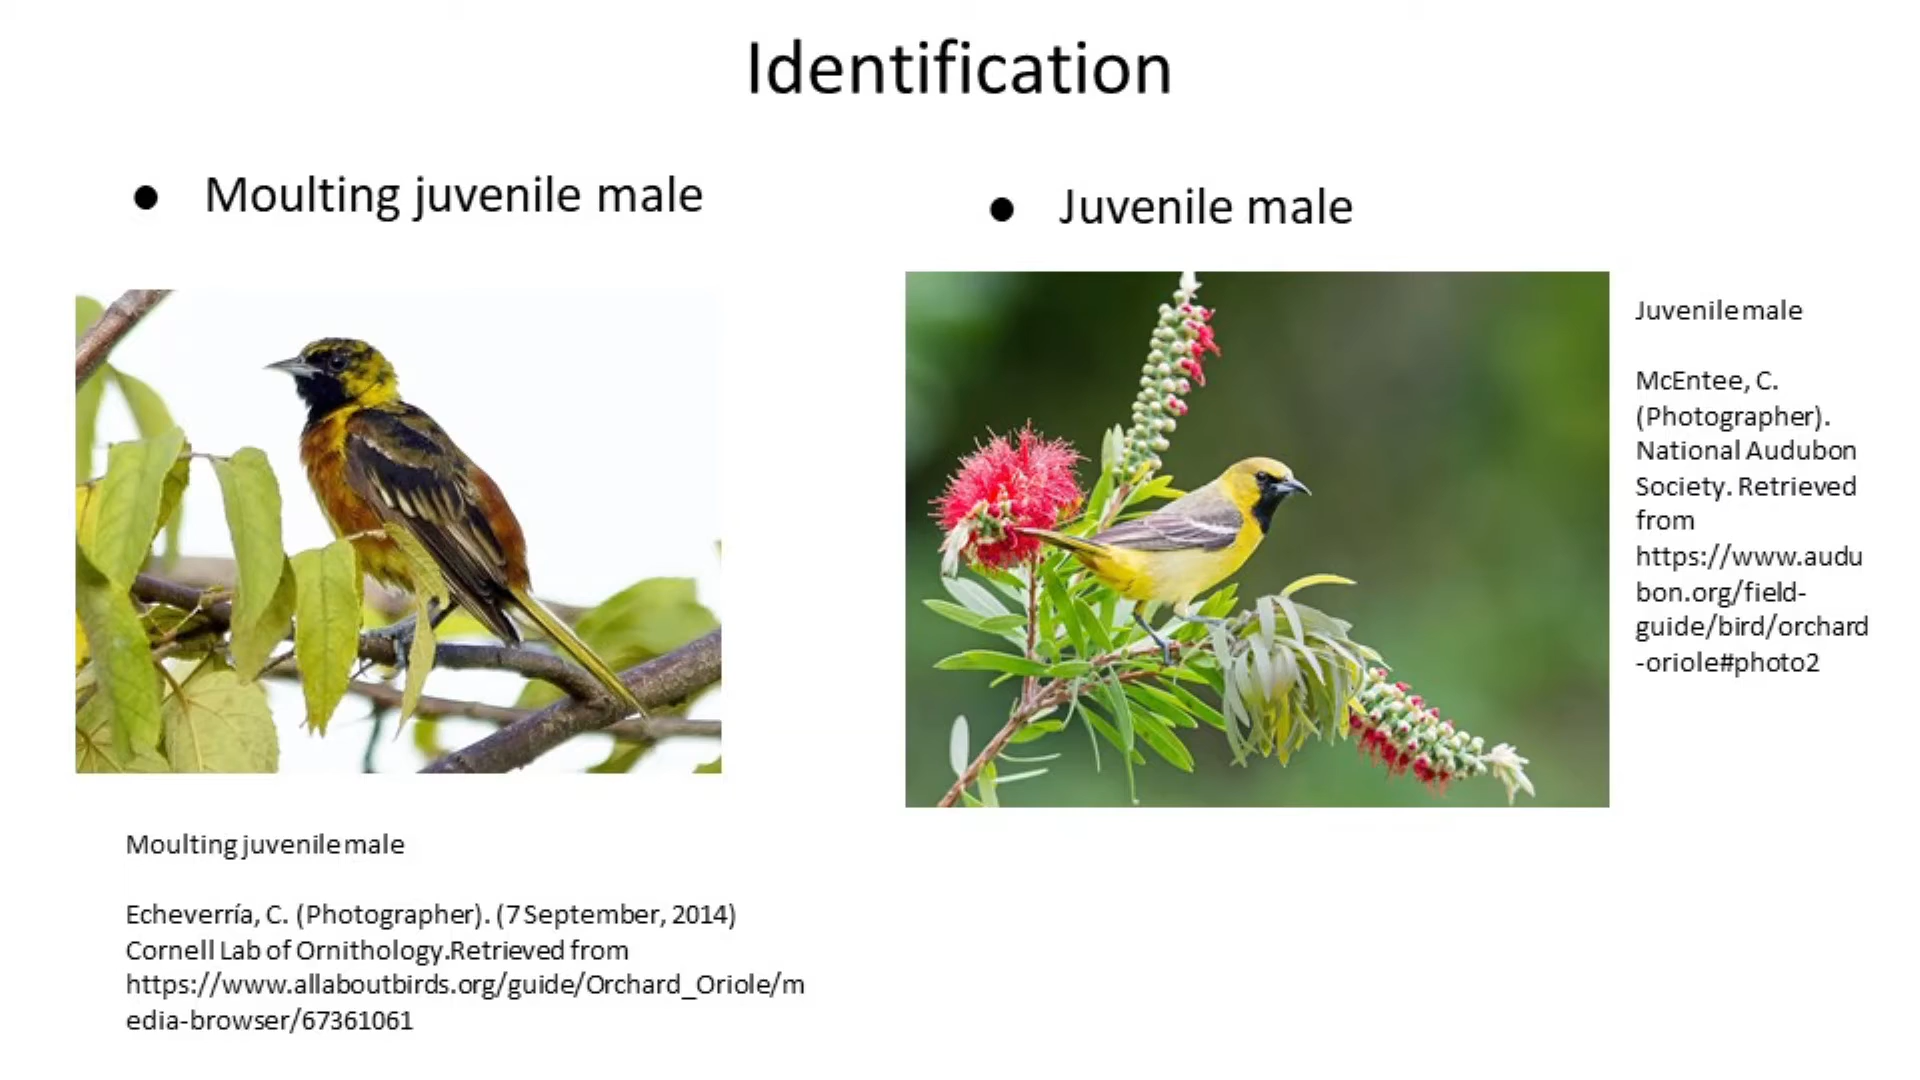 Identification
● Moulting juvenile male
● Juvenile male
Juvenile male
McEntee, C.
(Photographer).
National Audubon
Society. Retrieved
from
https://www.audu
bon.org/field-
guide/bird/orchard
-oriole#photo2
Moulting juvenile male
Echeverría, C. (Photographer). (7 September, 2014)
Cornell Lab of Ornithology.Retrieved from
https://www.allaboutbirds.org/guide/Orchard_Oriole/m
edia-browser/67361061